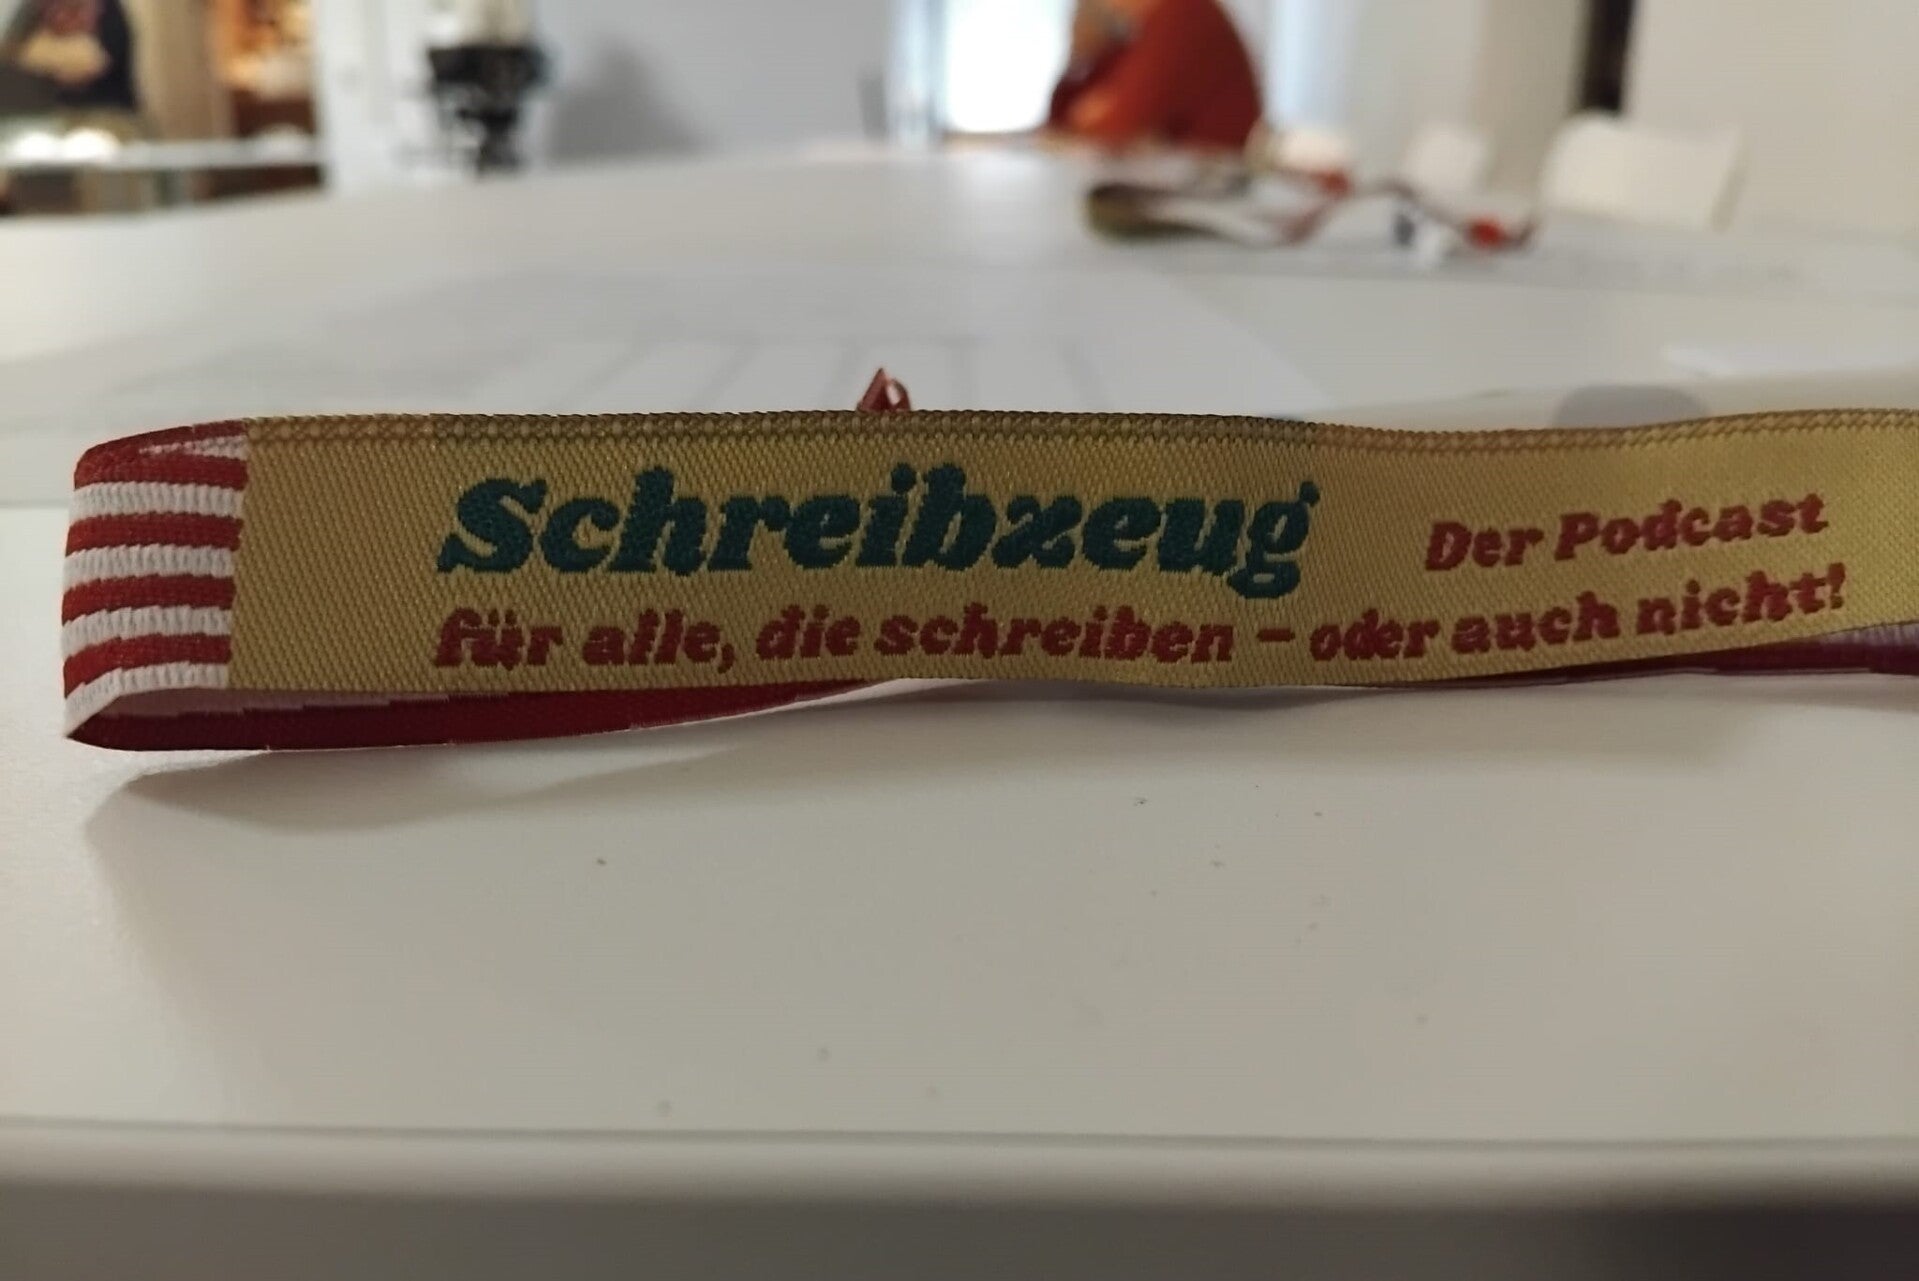 Schreibzeug Der Podcast
für alle, die schreiben – oder auch nicht!